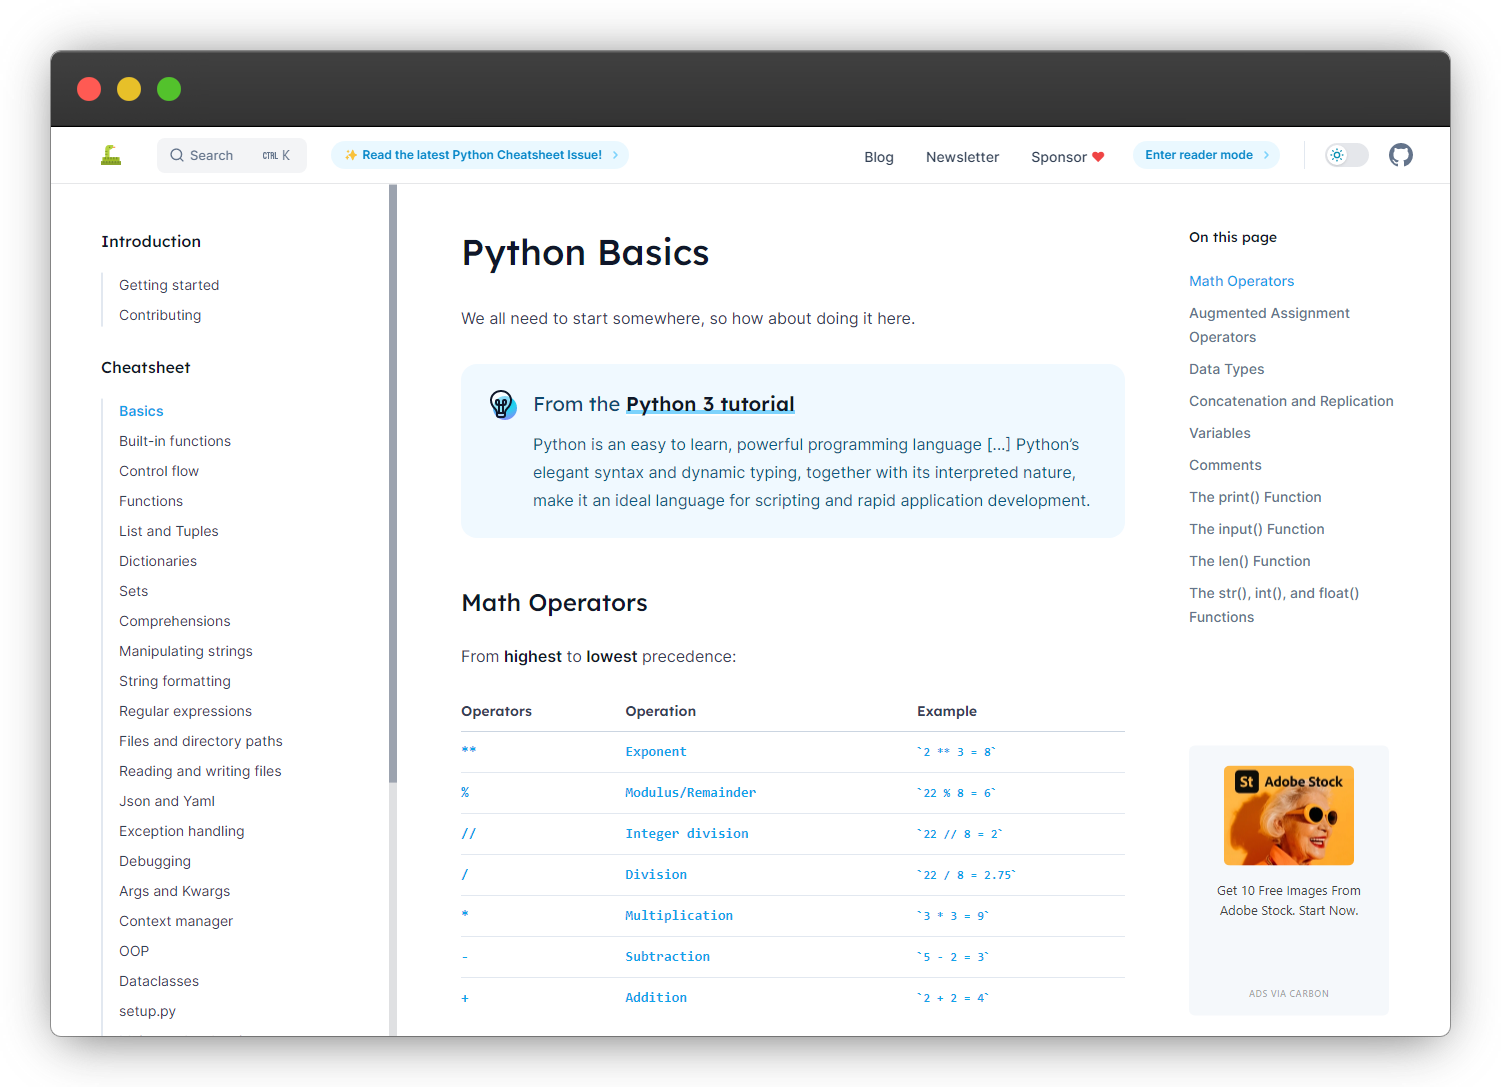 Search CTRL K
✨ Read the latest Python Cheatsheet Issue!
Blog
Newsletter
Sponsor ❤
Enter reader mode
Introduction
Getting started
Contributing
Cheatsheet
Basics
Built-in functions
Control flow
Functions
List and Tuples
Dictionaries
Sets
Comprehensions
Manipulating strings
String formatting
Regular expressions
Files and directory paths
Reading and writing files
Json and Yaml
Exception handling
Debugging
Args and Kwargs
Context manager
OOP
Dataclasses
setup.py
Python Basics
We all need to start somewhere, so how about doing it here.
From the Python 3 tutorial
Python is an easy to learn, powerful programming language [...] Python’s
elegant syntax and dynamic typing, together with its interpreted nature,
make it an ideal language for scripting and rapid application development.
Math Operators
From highest to lowest precedence:
Operators Operation Example
** Exponent `2 ** 3 = 8`
% Modulus/Remainder `22 % 8 = 6`
// Integer division `22 // 8 = 2`
/ Division `22 / 8 = 2.75`
* Multiplication `3 * 3 = 9`
- Subtraction `5 - 2 = 3`
+ Addition `2 + 2 = 4`
On this page
Math Operators
Augmented Assignment
Operators
Data Types
Concatenation and Replication
Variables
Comments
The print() Function
The input() Function
The len() Function
The str(), int(), and float()
Functions
St Adobe Stock
Get 10 Free Images From
Adobe Stock. Start Now.
ADS VIA CARBON